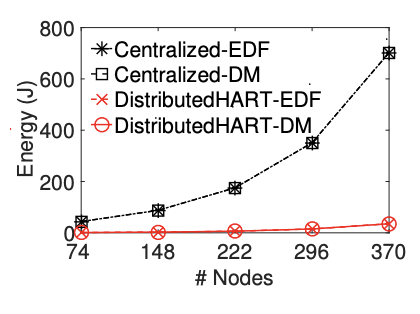 800
600
400
200
0
Energy (J)
Centralized-EDF
Centralized-DM
DistributedHART-EDF
DistributedHART-DM
74 148 222 296 370
# Nodes